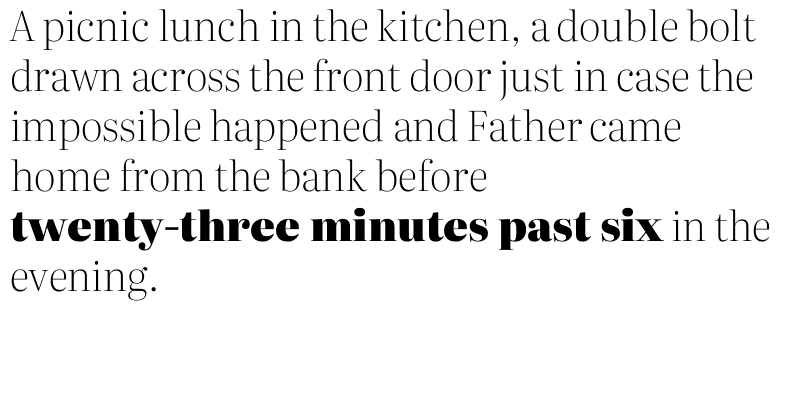 A picnic lunch in the kitchen, a double bolt
drawn across the front door just in case the
impossible happened and Father came
home from the bank before
twenty-three minutes past six in the
evening.